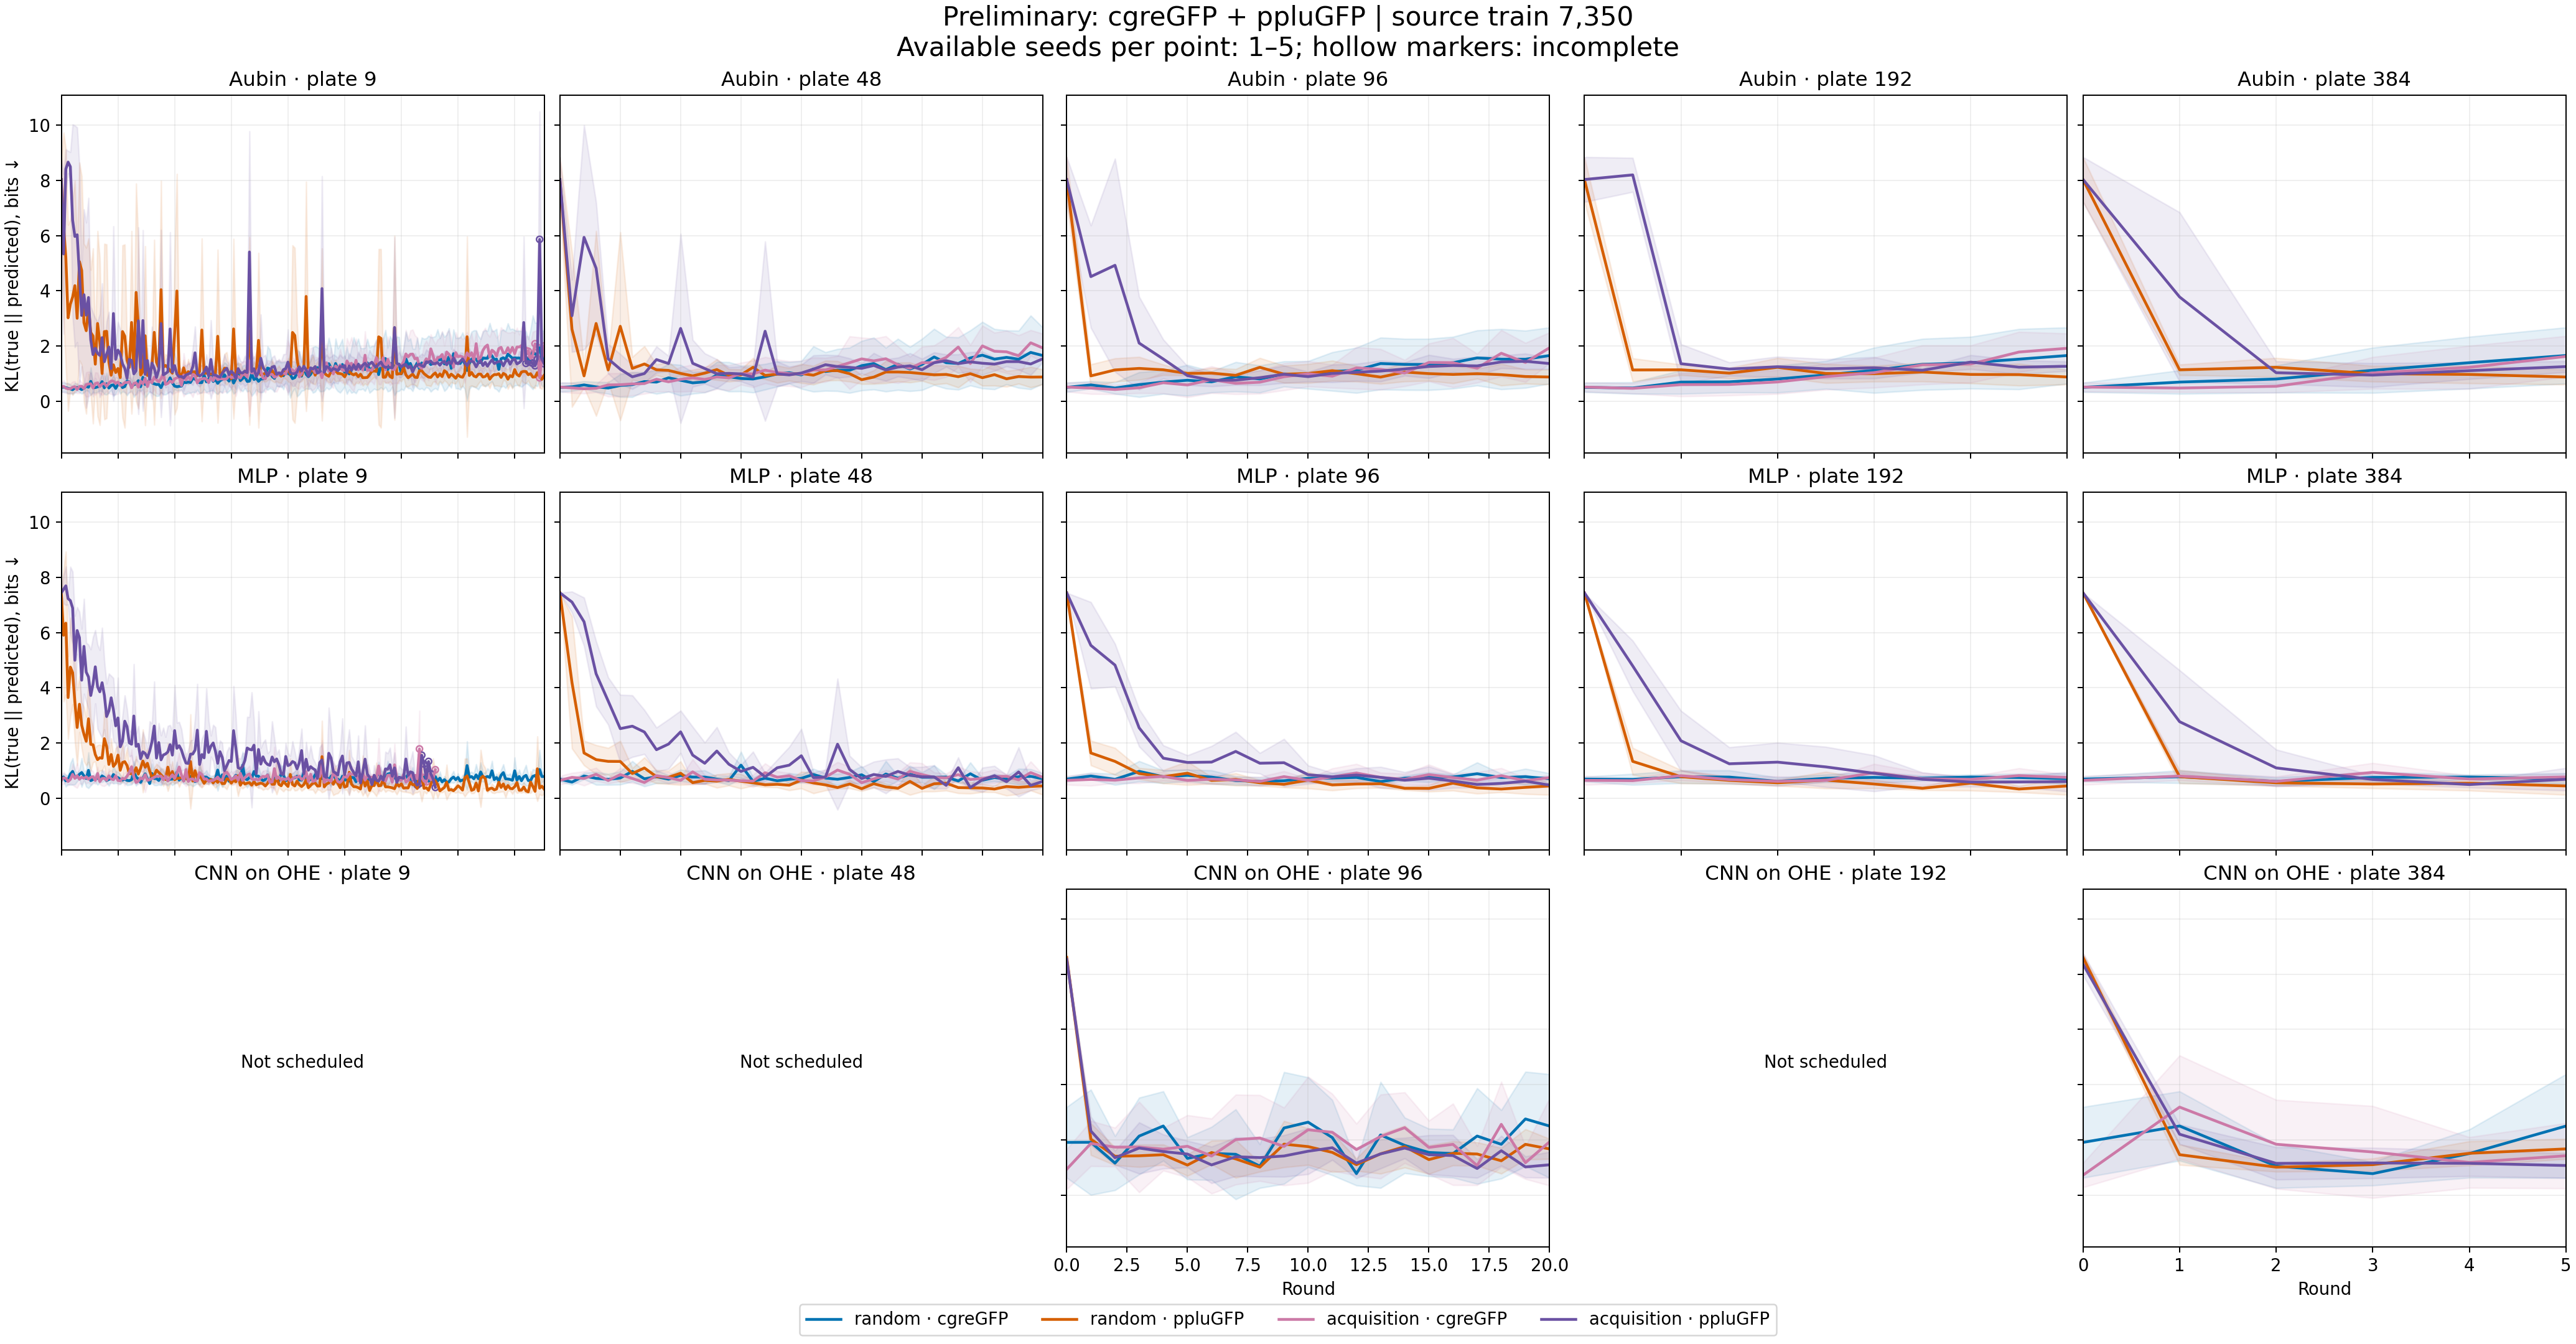 Preliminary: cgreGFP + ppluGFP | source train 7,350
Available seeds per point: 1–5; hollow markers: incomplete
Aubin · plate 9
Aubin · plate 48
Aubin · plate 96
Aubin · plate 192
Aubin · plate 384
KL(true || predicted), bits ↓
10
8
6
4
2
0
MLP · plate 9
MLP · plate 48
MLP · plate 96
MLP · plate 192
MLP · plate 384
KL(true || predicted), bits ↓
10
8
6
4
2
0
CNN on OHE · plate 9
CNN on OHE · plate 48
CNN on OHE · plate 96
CNN on OHE · plate 192
CNN on OHE · plate 384
Not scheduled
Not scheduled
Not scheduled
0.0 2.5 5.0 7.5 10.0 12.5 15.0 17.5 20.0
Round
0 1 2 3 4 5
Round
random · cgreGFP
random · ppluGFP
acquisition · cgreGFP
acquisition · ppluGFP